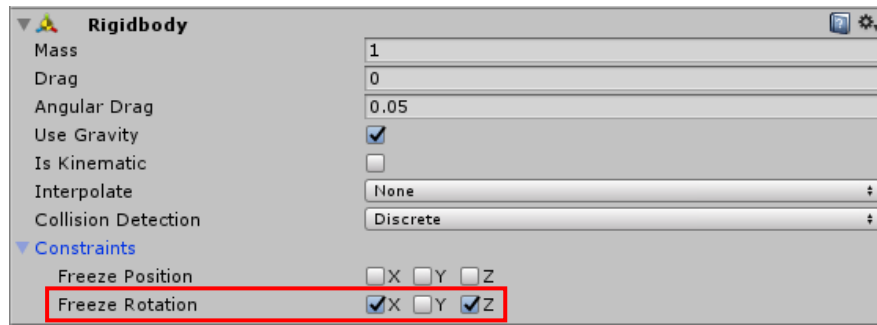 Rigidbody
Mass 1
Drag 0
Angular Drag 0.05
Use Gravity
Is Kinematic
Interpolate None
Collision Detection Discrete
Constraints
Freeze Position X Y Z
Freeze Rotation X Y Z